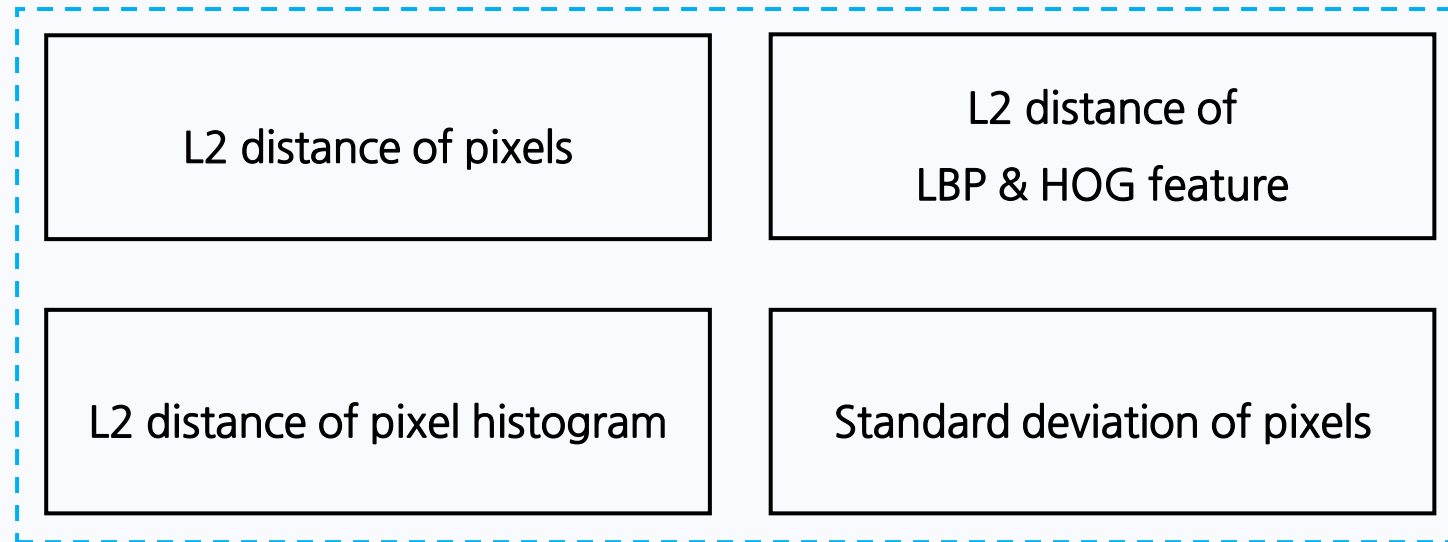 L2 distance of pixels
L2 distance of
LBP & HOG feature
L2 distance of pixel histogram
Standard deviation of pixels